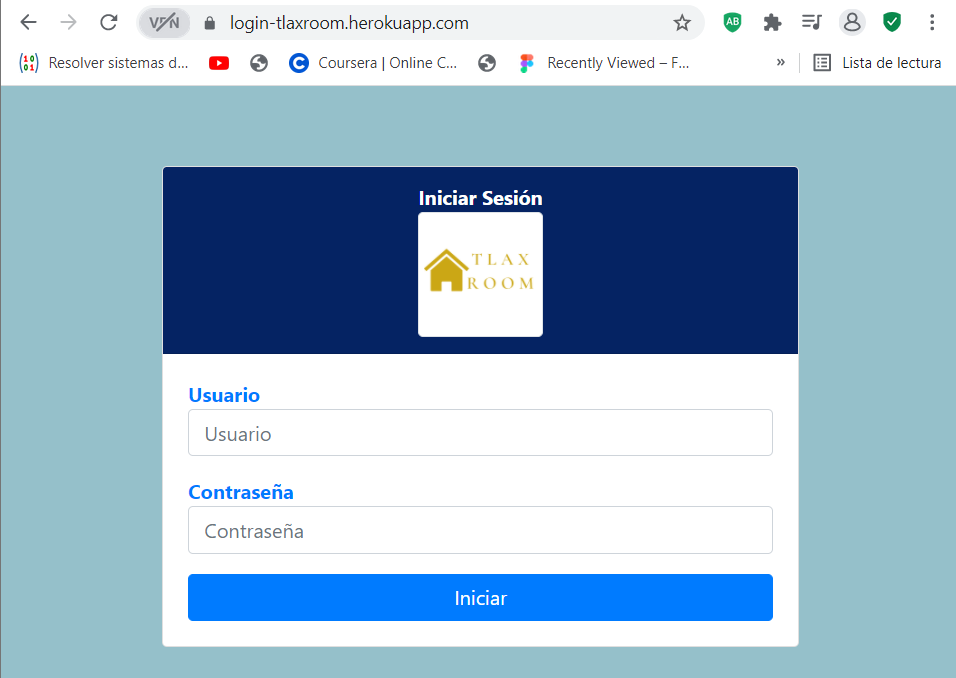 VPN login-tlaxroom.herokuapp.com AB
Resolver sistemas d... Coursera | Online C... Recently Viewed – F... » Lista de lectura
Iniciar Sesión
TLAX
ROOM
Usuario
Usuario
Contraseña
Contraseña
Iniciar